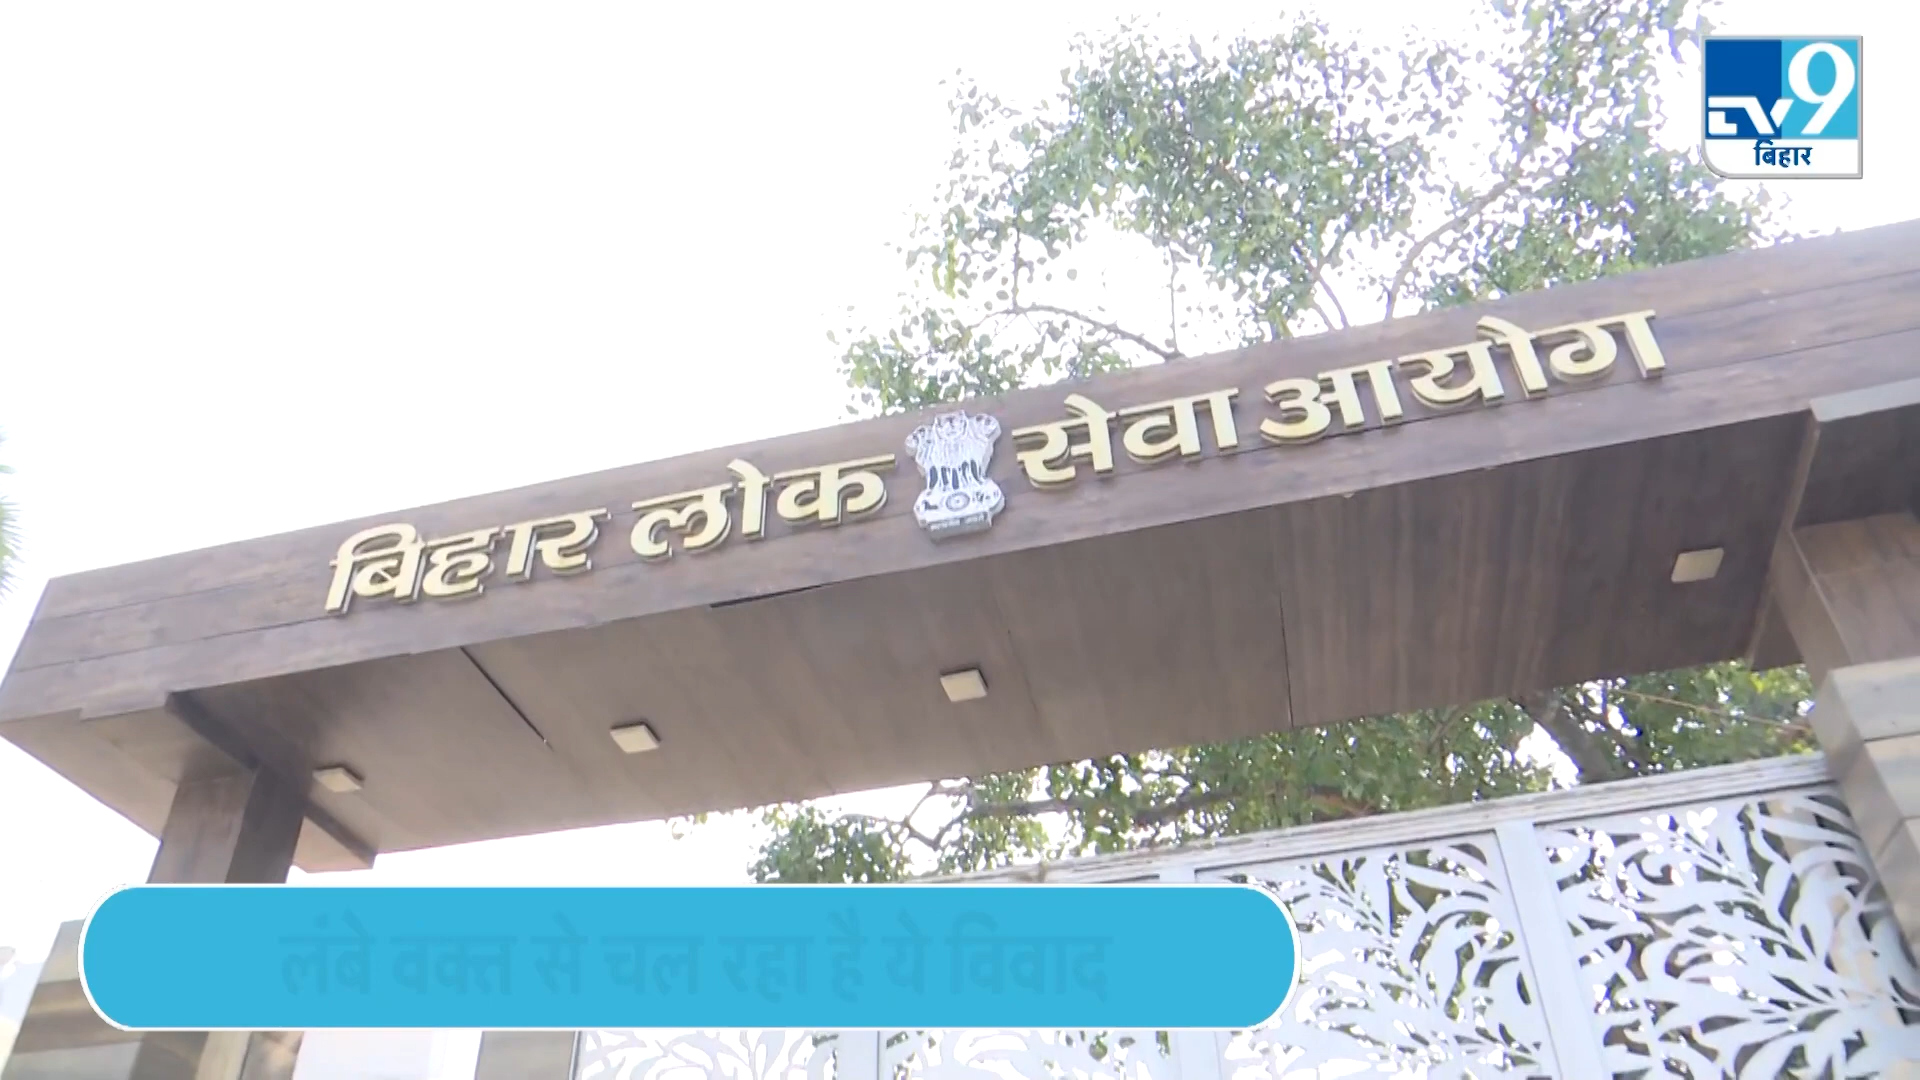 TV9
बिहार
बिहार लोक सेवा आयोग
लंबे वक्त से चल रहा है ये विवाद